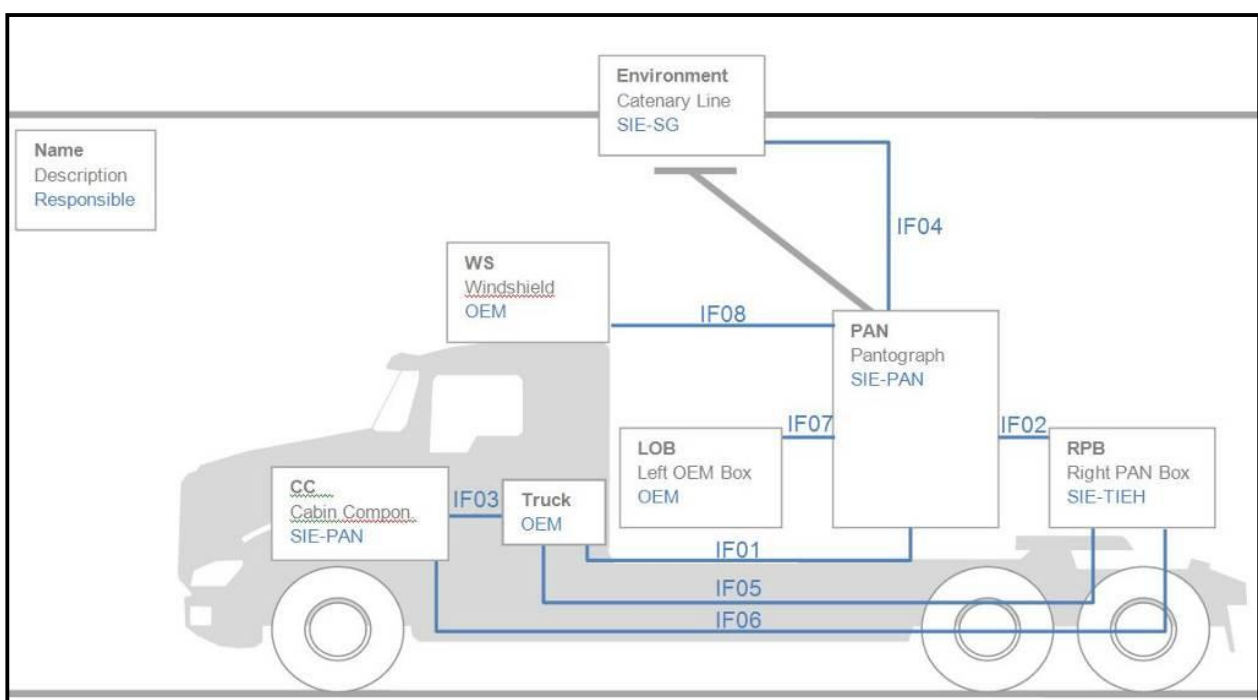 Environment
Catenary Line
SIE-SG
Name
Description
Responsible
IF04
WS
Windshield
OEM
IF08
PAN
Pantograph
SIE-PAN
IF07
IF02
LOB
Left OEM Box
OEM
RPB
Right PAN Box
SIE-TIEH
CC
Cabin Compon.
SIE-PAN
IF03
Truck
OEM
IF01
IF05
IF06